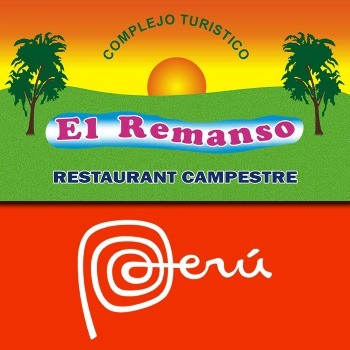 COMPLEJO TURISTICO
El Remanso
RESTAURANT CAMPESTRE
Perú